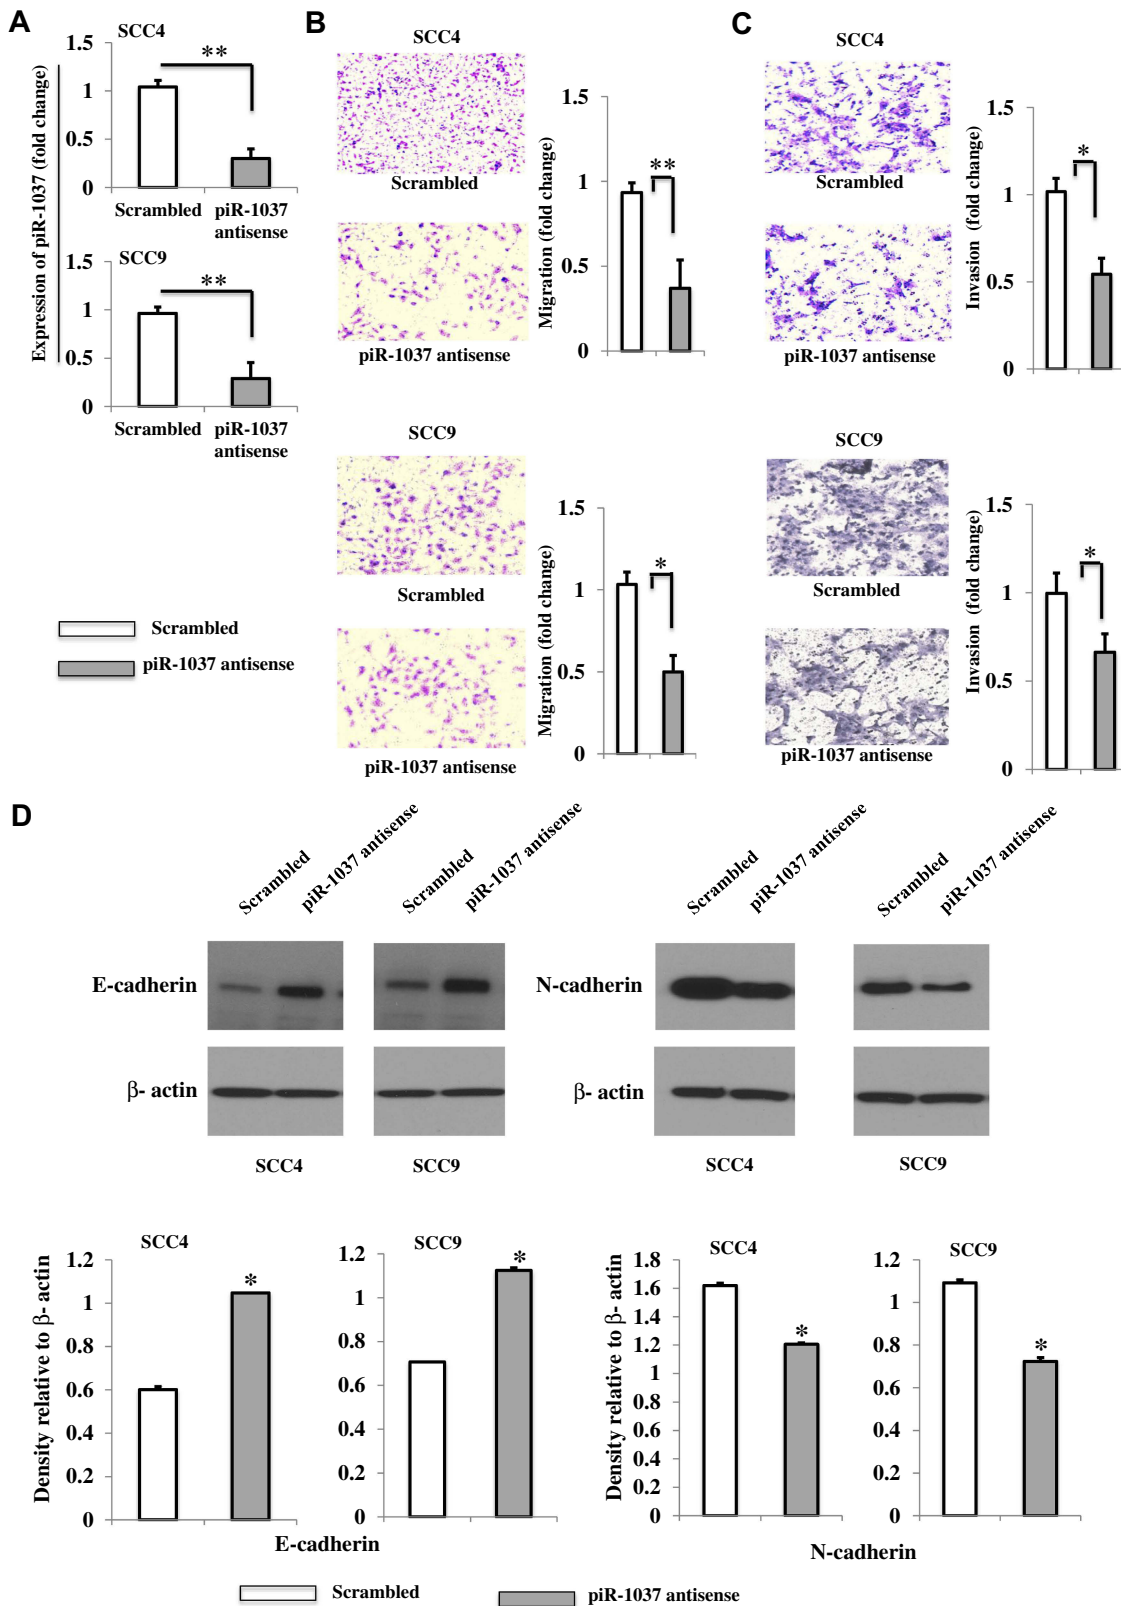 A
SCC4
Expression of piR-1037 (fold change)
1.5
1
0.5
0
**
Scrambled
piR-1037
antisense
SCC9
1.5
1
0.5
0
**
Scrambled
piR-1037
antisense
Scrambled
piR-1037 antisense
B
SCC4
Scrambled
piR-1037 antisense
Migration (fold change)
1.5
1
0.5
0
**
SCC9
Scrambled
piR-1037 antisense
Migration (fold change)
1.5
1
0.5
0
*
C
SCC4
Scrambled
piR-1037 antisense
Invasion (fold change)
1.5
1
0.5
0
*
SCC9
Scrambled
piR-1037 antisense
Invasion (fold change)
1.5
1
0.5
0
*
D
Scrambled
piR-1037 antisense
Scrambled
piR-1037 antisense
Scrambled
piR-1037 antisense
Scrambled
piR-1037 antisense
E-cadherin
N-cadherin
β- actin
β- actin
SCC4
SCC9
SCC4
SCC9
Density relative to β- actin
SCC4
1.2
1
0.8
0.6
0.4
0.2
0
*
SCC9
1.2
1
0.8
0.6
0.4
0.2
0
*
E-cadherin
Density relative to β- actin
SCC4
1.8
1.6
1.4
1.2
1
0.8
0.6
0.4
0.2
0
*
SCC9
1.2
1
0.8
0.6
0.4
0.2
0
*
N-cadherin
Scrambled
piR-1037 antisense